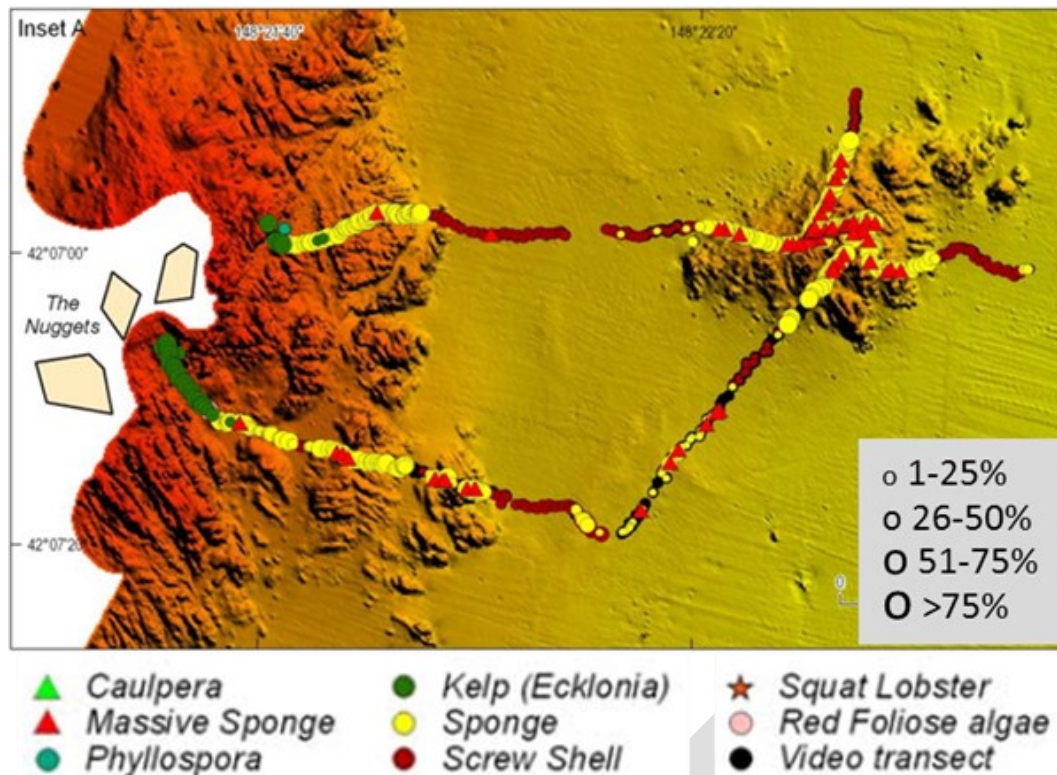 Inset A
148°21'40"
148°22'20"
42°07'00"
The
Nuggets
42°07'20"
0
o 1-25%
o 26-50%
O 51-75%
O >75%
Caulpera
Kelp (Ecklonia)
Squat Lobster
Massive Sponge
Sponge
Red Foliose algae
Phyllospora
Screw Shell
Video transect